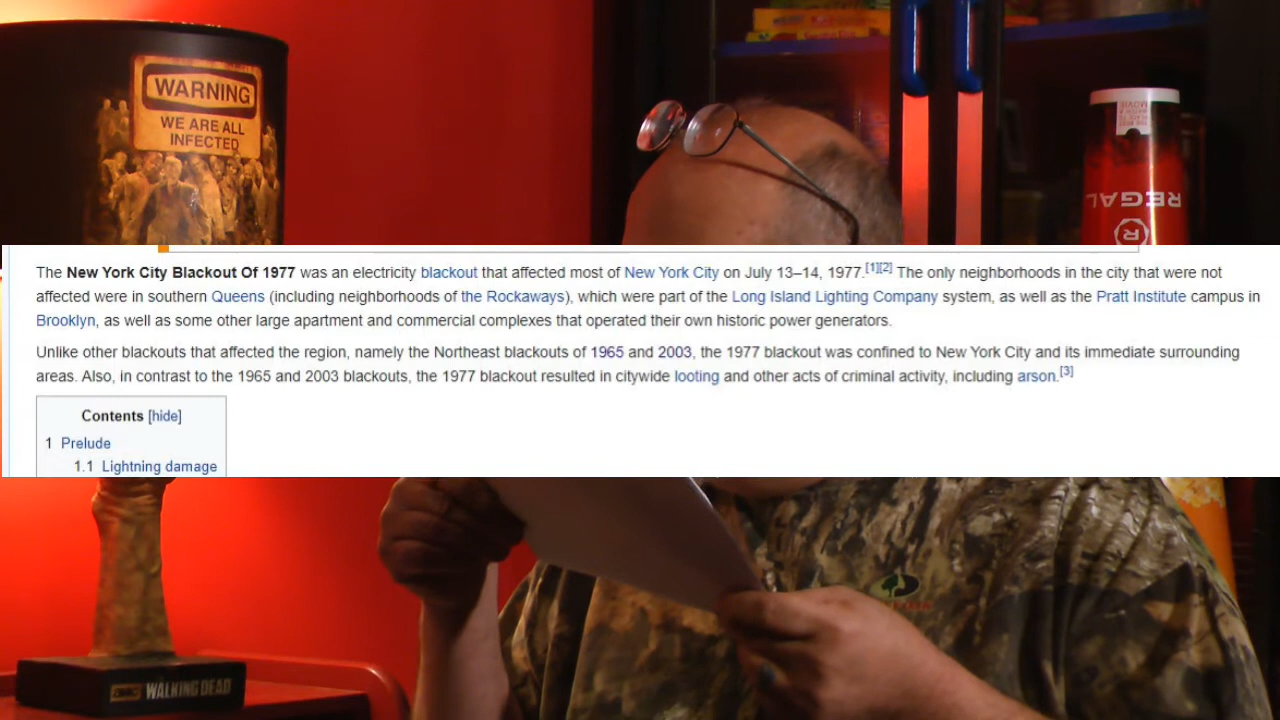 WARNING
WE ARE ALL
INFECTED
REGAL
R
The New York City Blackout Of 1977 was an electricity blackout that affected most of New York City on July 13–14, 1977.[1][2] The only neighborhoods in the city that were not
affected were in southern Queens (including neighborhoods of the Rockaways), which were part of the Long Island Lighting Company system, as well as the Pratt Institute campus in
Brooklyn, as well as some other large apartment and commercial complexes that operated their own historic power generators.
Unlike other blackouts that affected the region, namely the Northeast blackouts of 1965 and 2003, the 1977 blackout was confined to New York City and its immediate surrounding
areas. Also, in contrast to the 1965 and 2003 blackouts, the 1977 blackout resulted in citywide looting and other acts of criminal activity, including arson.[3]
Contents [hide]
1 Prelude
1.1 Lightning damage
amc WALKING DEAD